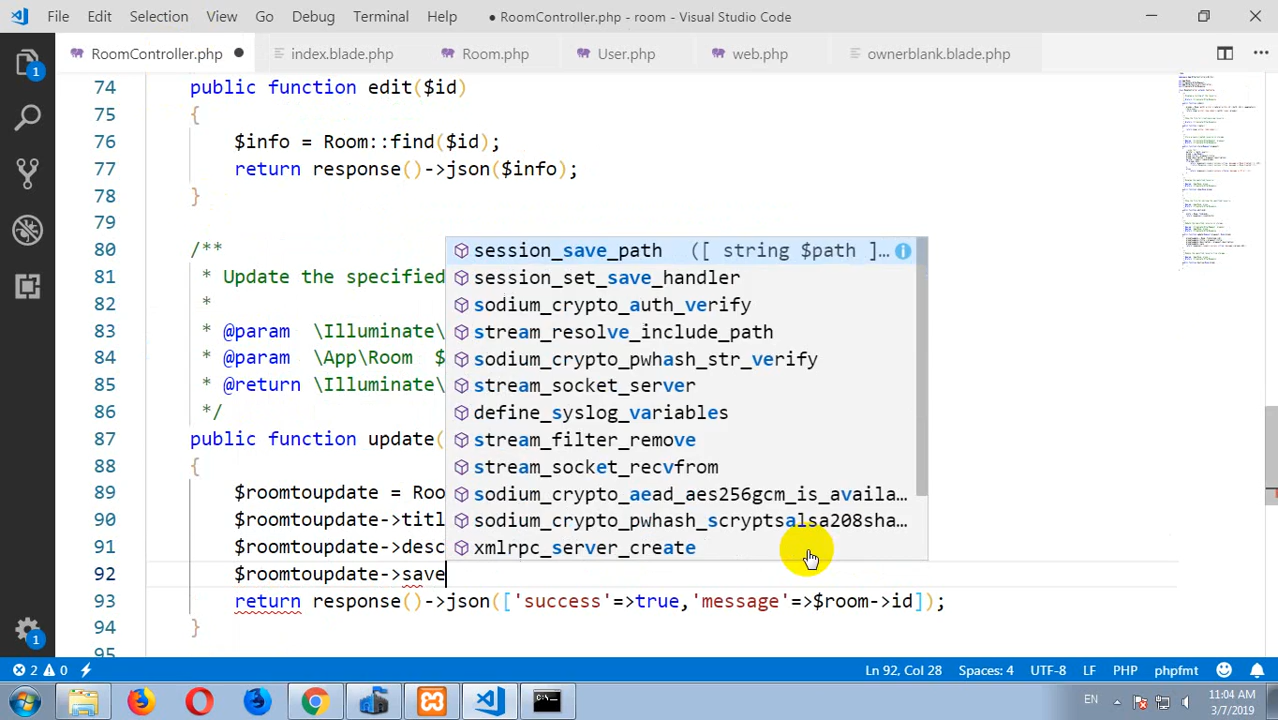 File Edit Selection View Go Debug Terminal Help ● RoomController.php - room - Visual Studio Code
RoomController.php ● index.blade.php Room.php User.php web.php ownerblank.blade.php
74 public function edit($id)
75 {
76 $info = Room::find($id
77 return response()->json fo);
78 }
79
80 /**
81 * Update the specified
82 *
83 * @param \Illuminate\
84 * @param \App\Room $
85 * @return \Illuminate\
86 */
87 public function update(
88 {
89 $roomtoupdate = Roo
90 $roomtoupdate->titl
91 $roomtoupdate->desc
92 $roomtoupdate->save
93 return response()->json(['success'=>true,'message'=>$room->id]);
94 }
95
session_save_path ([ string $path ]…
session_set_save_handler
sodium_crypto_auth_verify
stream_resolve_include_path
sodium_crypto_pwhash_str_verify
stream_socket_server
define_syslog_variables
stream_filter_remove
stream_socket_recvfrom
sodium_crypto_aead_aes256gcm_is_availa…
sodium_crypto_pwhash_scryptsalsa208sha…
xmlrpc_server_create
1
1
2 0 Ln 92, Col 28 Spaces: 4 UTF-8 LF PHP phpfmt
EN 11:04 AM
3/7/2019